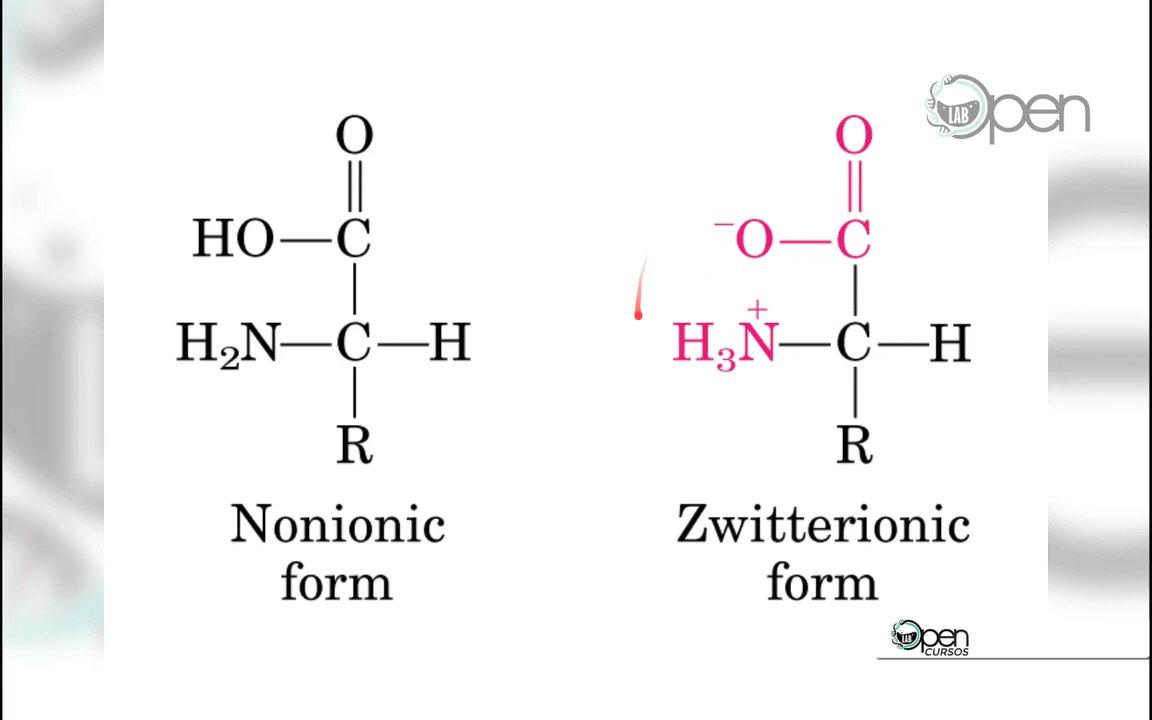 O
HO—C
H₂N—C—H
R
Nonionic
form
O
⁻O—C
+
H₃N—C—H
R
Zwitterionic
form
LAB
Open
LAB
Open
CURSOS